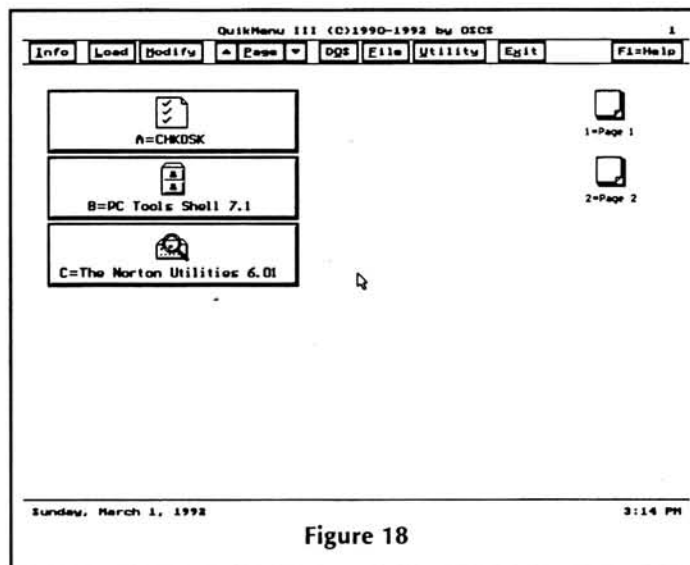 QuikMenu III (C)1990-1992 by OSCS 1
Info Load Modify Page DOS File Utility Exit F1=Help
A=CHKDSK
1=Page 1
B=PC Tools Shell 7.1
2=Page 2
C=The Norton Utilities 6.01
Sunday, March 1, 1992 3:14 PM
Figure 18